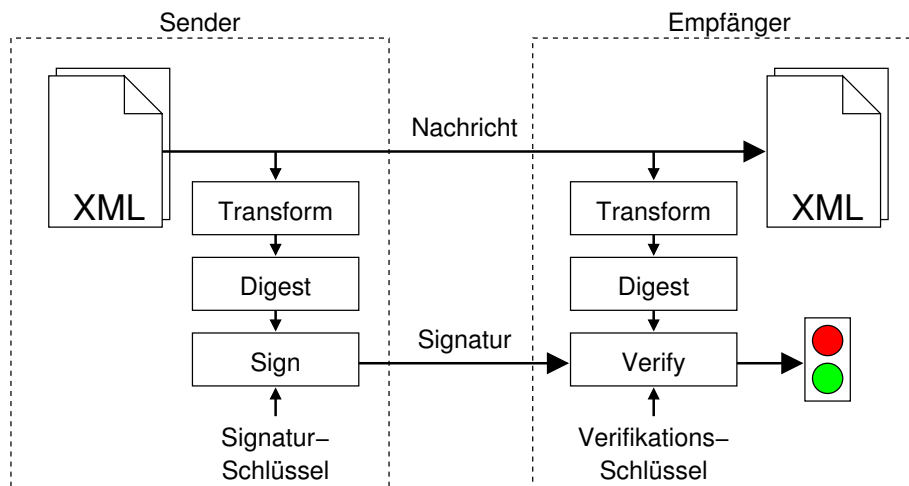 Sender
Empfänger
Nachricht
XML
XML
Transform
Transform
Digest
Digest
Signatur
Sign
Verify
Signatur–
Schlüssel
Verifikations–
Schlüssel